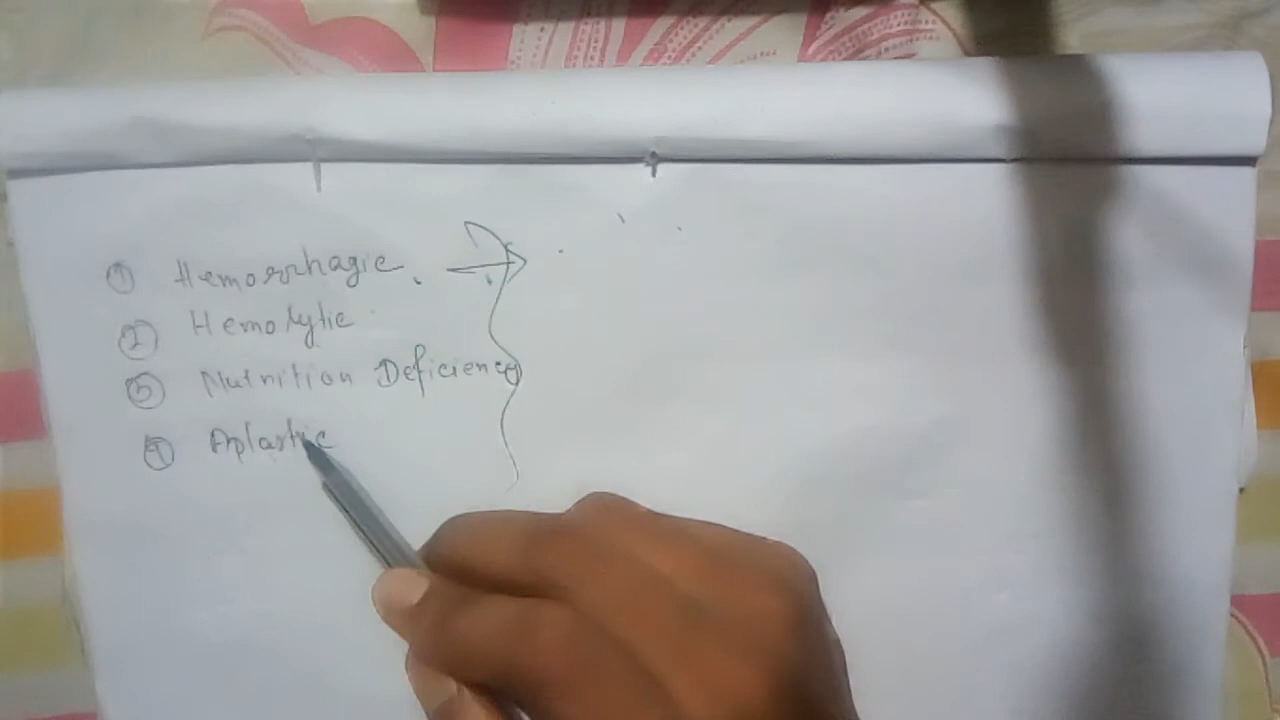 ① Hemorrhagic.
② Hemolytic
③ Nutrition Deficiency
④ Aplastic